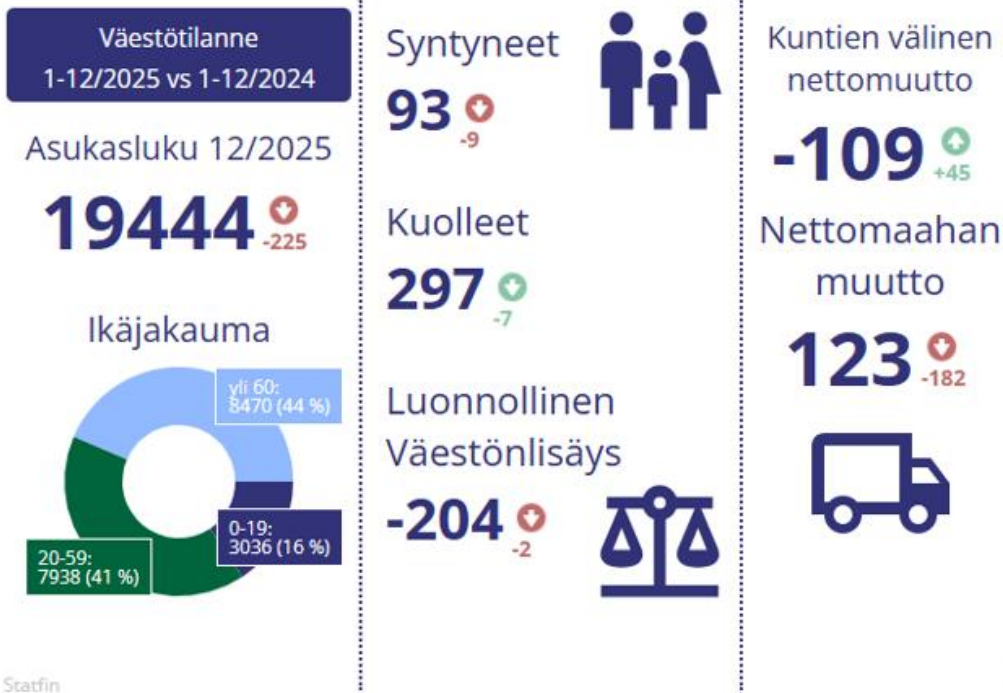 Väestötilanne
1-12/2025 vs 1-12/2024
Asukasluku 12/2025
19444
-225
Ikäjakauma
yli 60:
8470 (44 %)
0-19:
3036 (16 %)
20-59:
7938 (41 %)
Statfin
Syntyneet
93
-9
Kuolleet
297
-7
Luonnollinen
Väestönlisäys
-204
-2
Kuntien välinen
nettomuutto
-109
+45
Nettomaahan
muutto
123
-182